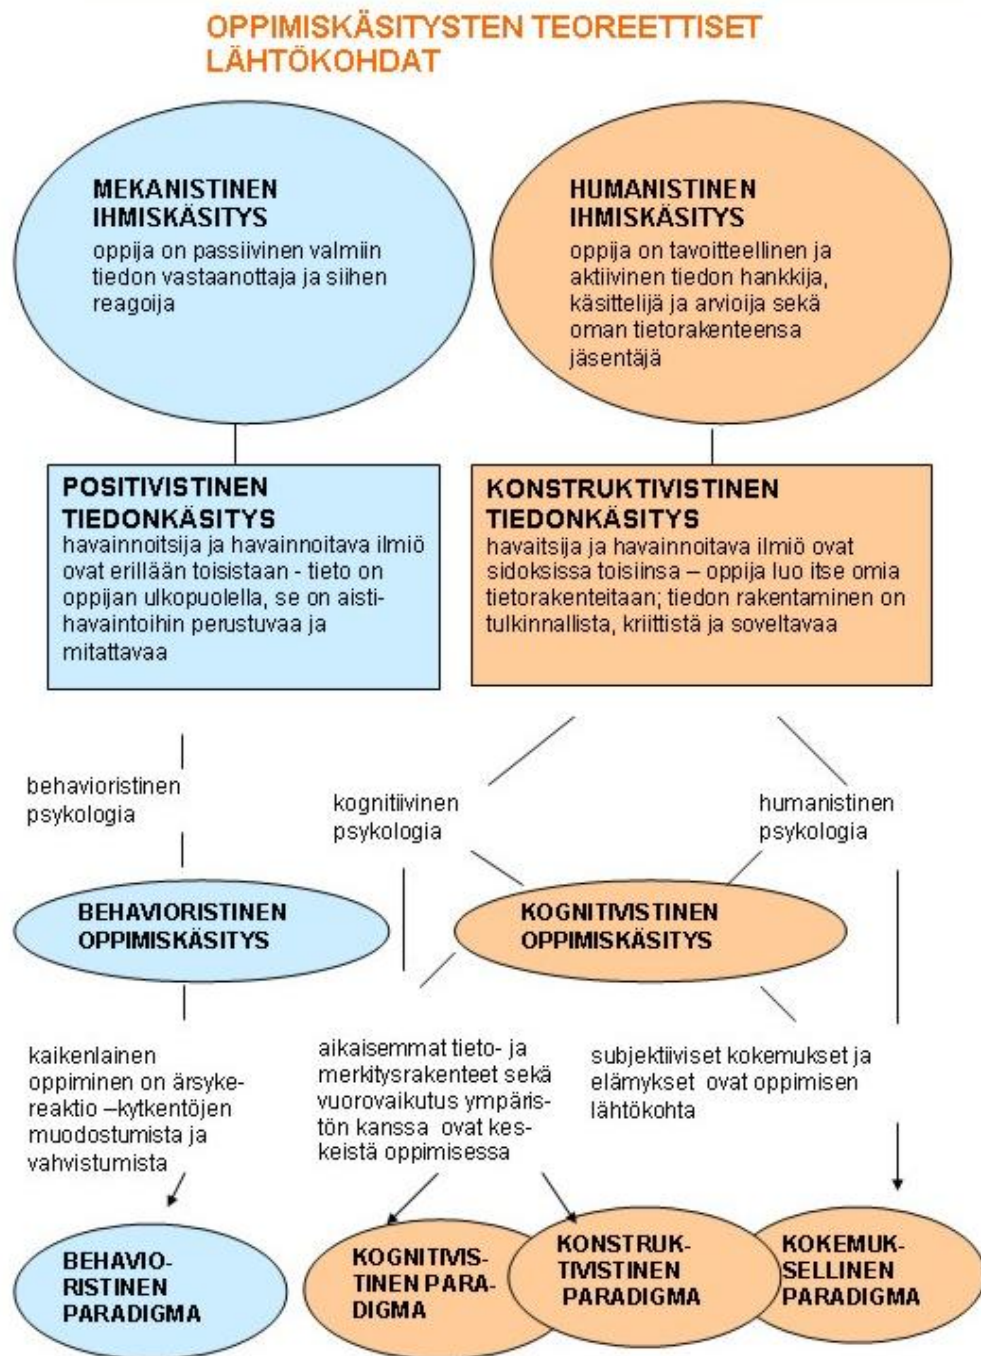 OPPIMISKÄSITYSTEN TEOREETTISET
LÄHTÖKOHDAT
MEKANISTINEN
IHMISKÄSITYS
oppija on passiivinen valmiin
tiedon vastaanottaja ja siihen
reagoija
HUMANISTINEN
IHMISKÄSITYS
oppija on tavoitteellinen ja
aktiivinen tiedon hankkija,
käsittelijä ja arvioija sekä
oman tietorakenteensa
jäsentäjä
POSITIVISTINEN
TIEDONKÄSITYS
havainnoitsija ja havainnoitava ilmiö
ovat erillään toisistaan - tieto on
oppijan ulkopuolella, se on aisti-
havaintoihin perustuvaa ja
mitattavaa
KONSTRUKTIVISTINEN
TIEDONKÄSITYS
havaitsija ja havainnoitava ilmiö ovat
sidoksissa toisiinsa – oppija luo itse omia
tietorakenteitaan; tiedon rakentaminen on
tulkinnallista, kriittistä ja soveltavaa
behavioristinen
psykologia
kognitiivinen
psykologia
humanistinen
psykologia
BEHAVIORISTINEN
OPPIMISKÄSITYS
KOGNITIVISTINEN
OPPIMISKÄSITYS
kaikenlainen
oppiminen on ärsyke-
reaktio –kytkentöjen
muodostumista ja
vahvistumista
aikaisemmat tieto- ja
merkitysrakenteet sekä
vuorovaikutus ympäris-
tön kanssa ovat kes-
keistä oppimisessa
subjektiiviset kokemukset ja
elämykset ovat oppimisen
lähtökohta
BEHAVIO-
RISTINEN
PARADIGMA
KOGNITIVIS-
TINEN PARA-
DIGMA
KONSTRUK-
TIVISTINEN
PARADIGMA
KOKEMUK-
SELLINEN
PARADIGMA